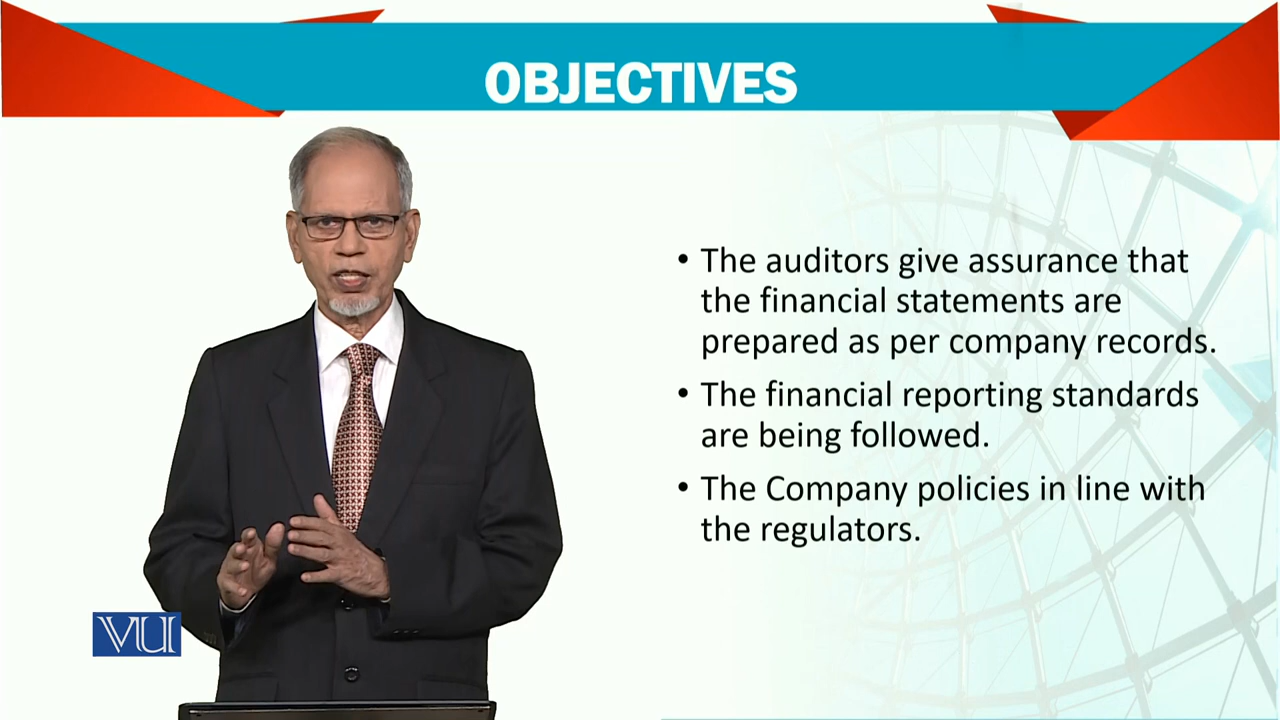 OBJECTIVES
• The auditors give assurance that
the financial statements are
prepared as per company records.
• The financial reporting standards
are being followed.
• The Company policies in line with
the regulators.
VU